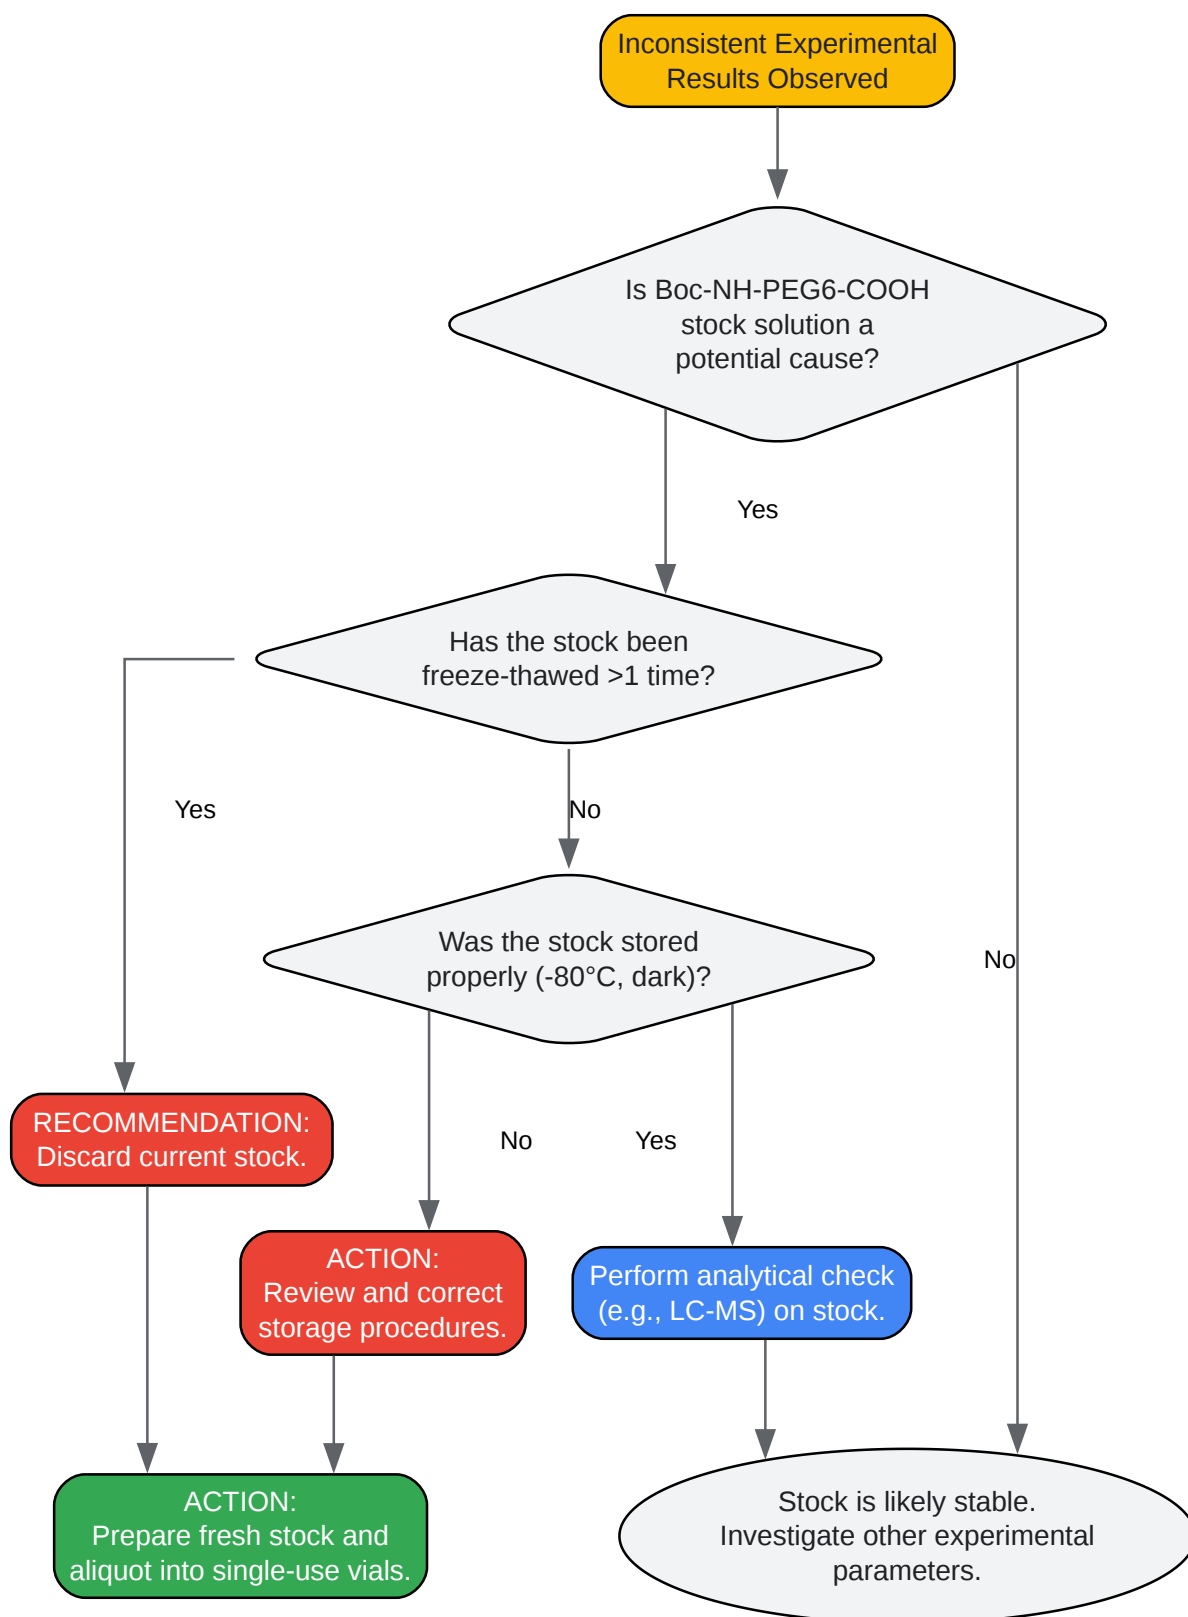 Inconsistent Experimental
Results Observed
Is Boc-NH-PEG6-COOH
stock solution a
potential cause?
Yes
Has the stock been
freeze-thawed >1 time?
Yes
No
Was the stock stored
properly (-80°C, dark)?
No
RECOMMENDATION:
Discard current stock.
No
Yes
ACTION:
Review and correct
storage procedures.
Perform analytical check
(e.g., LC-MS) on stock.
ACTION:
Prepare fresh stock and
aliquot into single-use vials.
Stock is likely stable.
Investigate other experimental
parameters.